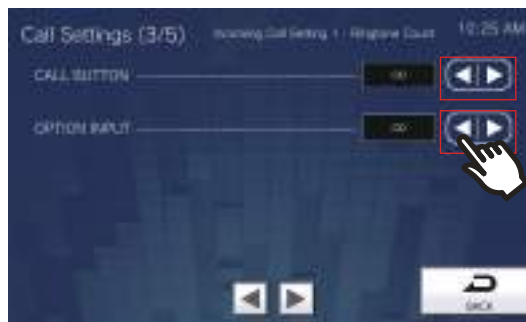 Call Settings (3/5) Incoming Call Setting 1 - Ringtone Count 10:25 AM
CALL BUTTON ∞
OPTION INPUT ∞
BACK